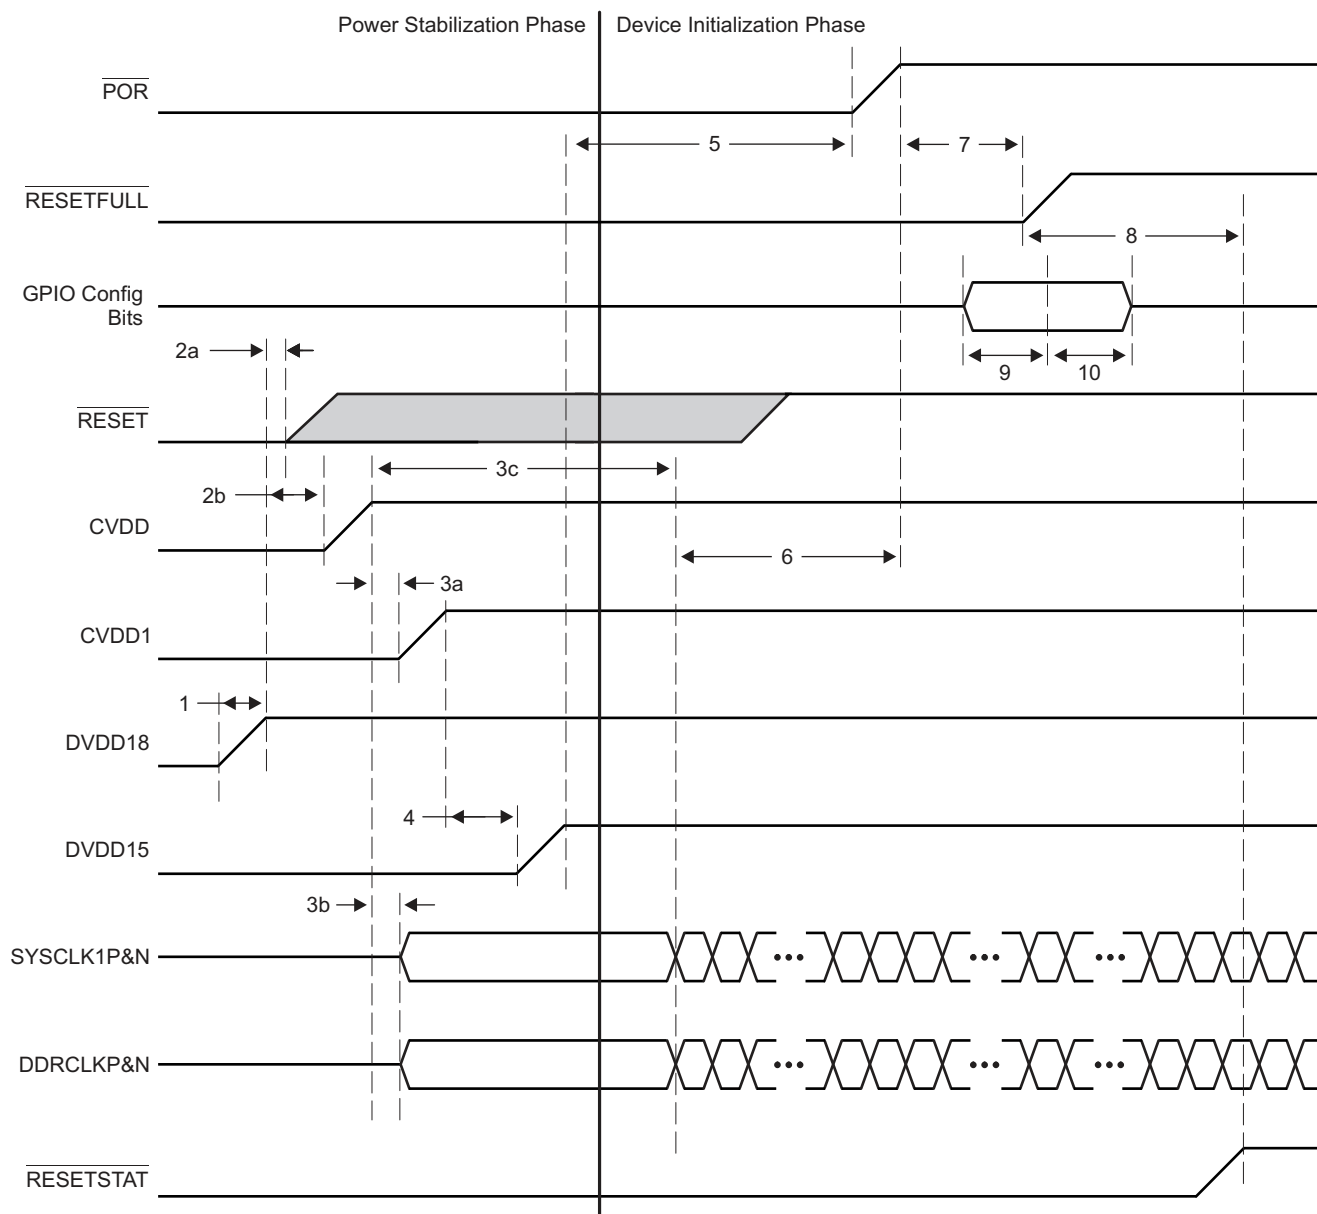 Power Stabilization Phase
Device Initialization Phase
POR
5
7
RESETFULL
8
GPIO Config
Bits
2a
9
10
RESET
3c
2b
CVDD
6
3a
CVDD1
1
DVDD18
4
DVDD15
3b
SYSCLK1P&N
DDRCLKP&N
RESETSTAT